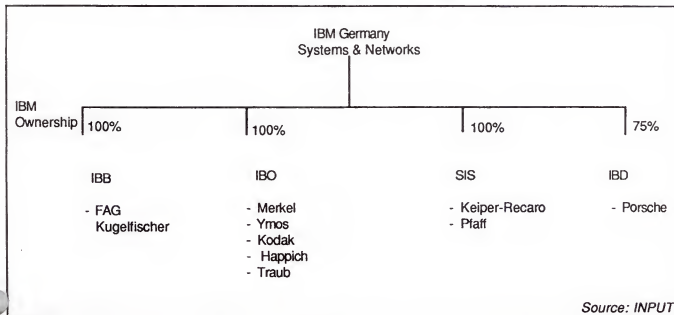 IBM Germany
Systems & Networks
IBM
Ownership 100% 100% 100% 75%
IBB IBO SIS IBD
- FAG
Kugelfischer
- Merkel
- Ymos
- Kodak
- Happich
- Traub
- Keiper-Recaro
- Pfaff
- Porsche
Source: INPUT